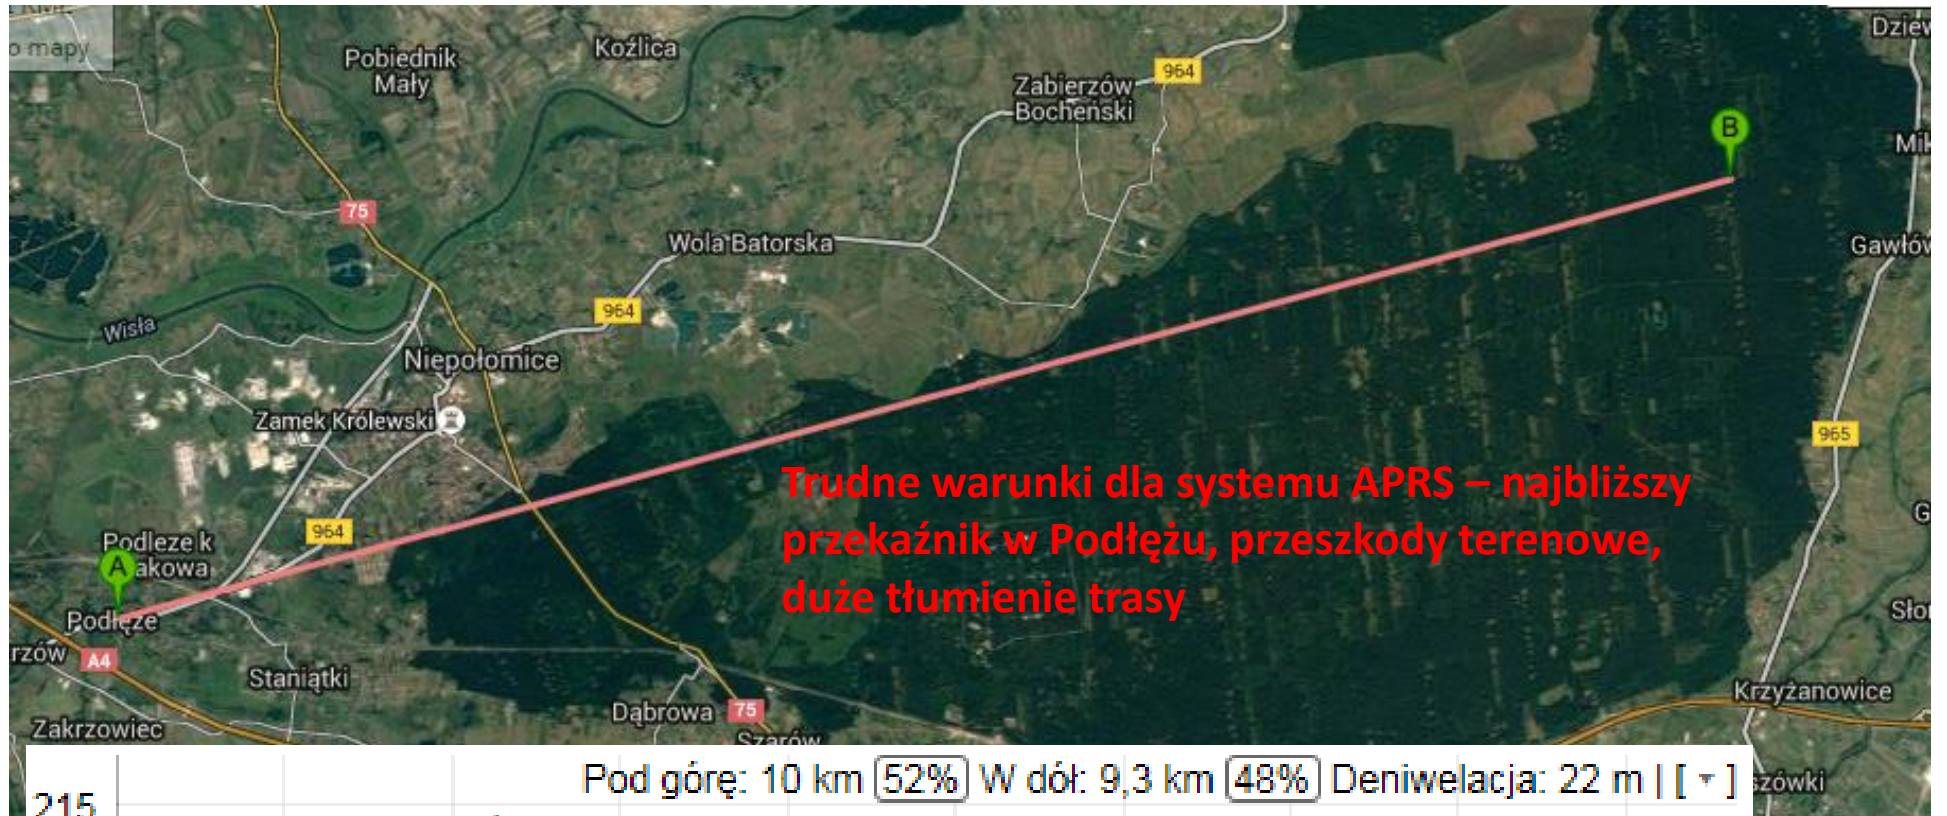 o mapy
Pobiednik
Mały
Koźlica
Zabierzów
Bocheński
964
Dziew
B
Mik
75
Wola Batorska
Gawłów
964
Wisła
Niepołomice
Zamek Królewski
965
Trudne warunki dla systemu APRS – najbliższy
przekaźnik w Podłężu, przeszkody terenowe,
duże tłumienie trasy
964
Podleze k
A akowa
G
Podłęże
Sło
rzów
A4
Staniątki
Krzyżanowice
Dąbrowa
75
Zakrzowiec
Szarów
Pod górę: 10 km 52% W dół: 9,3 km 48% Deniwelacja: 22 m | [ ▾ ]
szówki
215